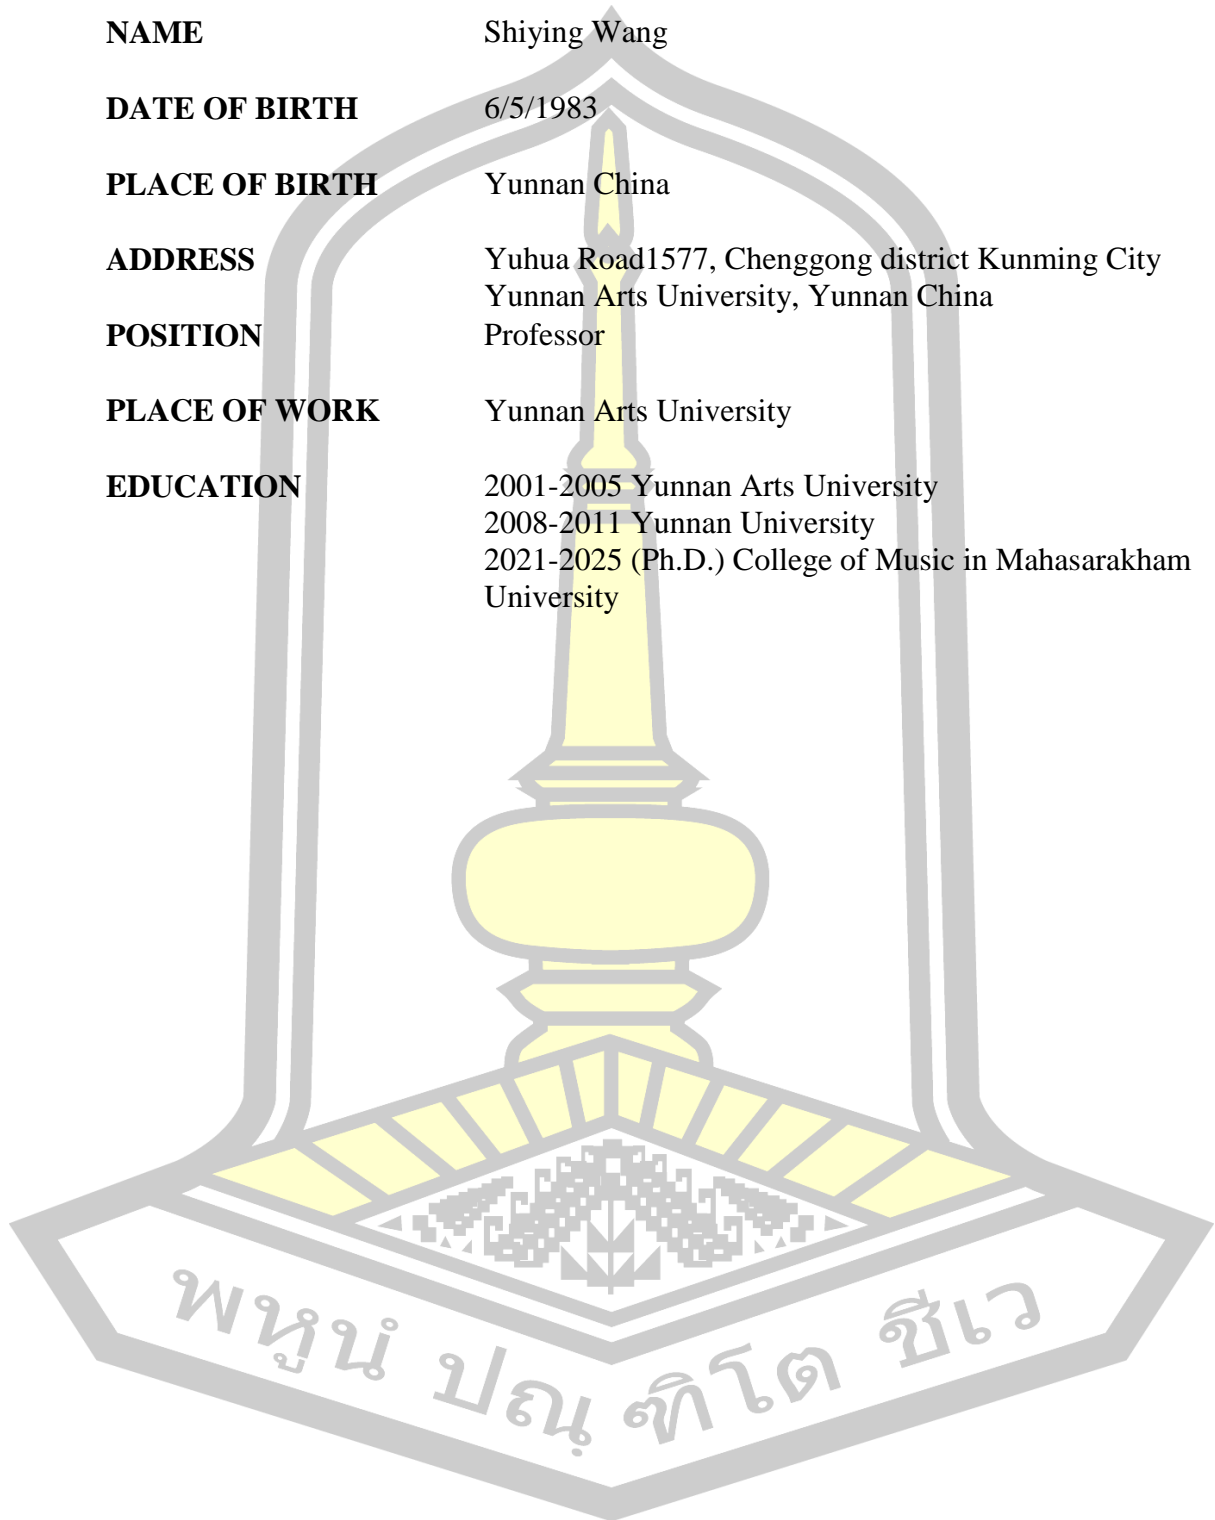 NAME Shiying Wang
DATE OF BIRTH 6/5/1983
PLACE OF BIRTH Yunnan China
ADDRESS Yuhua Road1577, Chenggong district Kunming City
Yunnan Arts University, Yunnan China
POSITION Professor
PLACE OF WORK Yunnan Arts University
EDUCATION 2001-2005 Yunnan Arts University
2008-2011 Yunnan University
2021-2025 (Ph.D.) College of Music in Mahasarakham
University
พหูนํ ปณฺ ฑิโต ชีเว